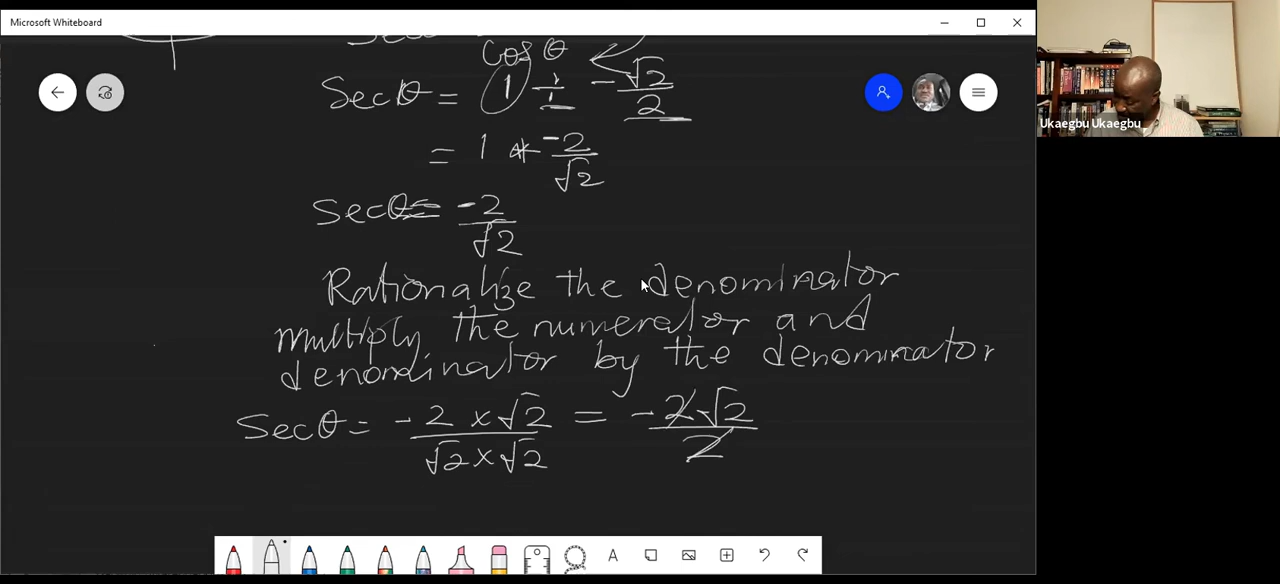 Microsoft Whiteboard
Sec
Cos θ
Sec θ = 1 ÷ -√2/2
= 1 * -2/√2
Sec θ = -2/√2
Rationalize the denominator
multiply the numerator and
denominator by the denominator
Sec θ = -2 x √2 / √2 x √2 = -2√2/2
Ukaegbu Ukaegbu
A